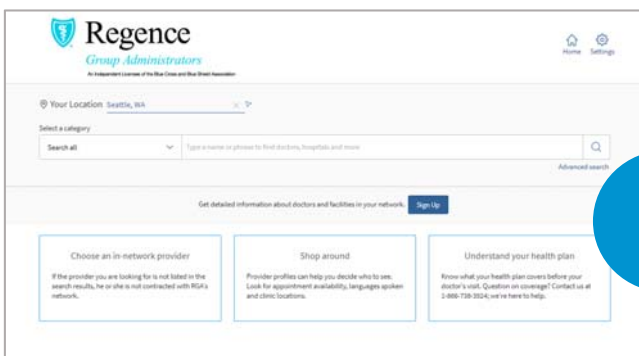 Regence
Group Administrators
An Independent Licensee of the Blue Cross and Blue Shield Association
Home Settings
Your Location Seattle, WA
Select a category
Search all
Type a name or phrase to find doctors, hospitals and more
Advanced search
Get detailed information about doctors and facilities in your network. Sign Up
Choose an in-network provider
If the provider you are looking for is not listed in the
search results, he or she is not contracted with RGA's
network.
Shop around
Provider profiles can help you decide who to see.
Look for appointment availability, languages spoken
and clinic locations.
Understand your health plan
Know what your health plan covers before your
doctor's visit. Question on coverage? Contact us at
1-866-738-3924; we're here to help.